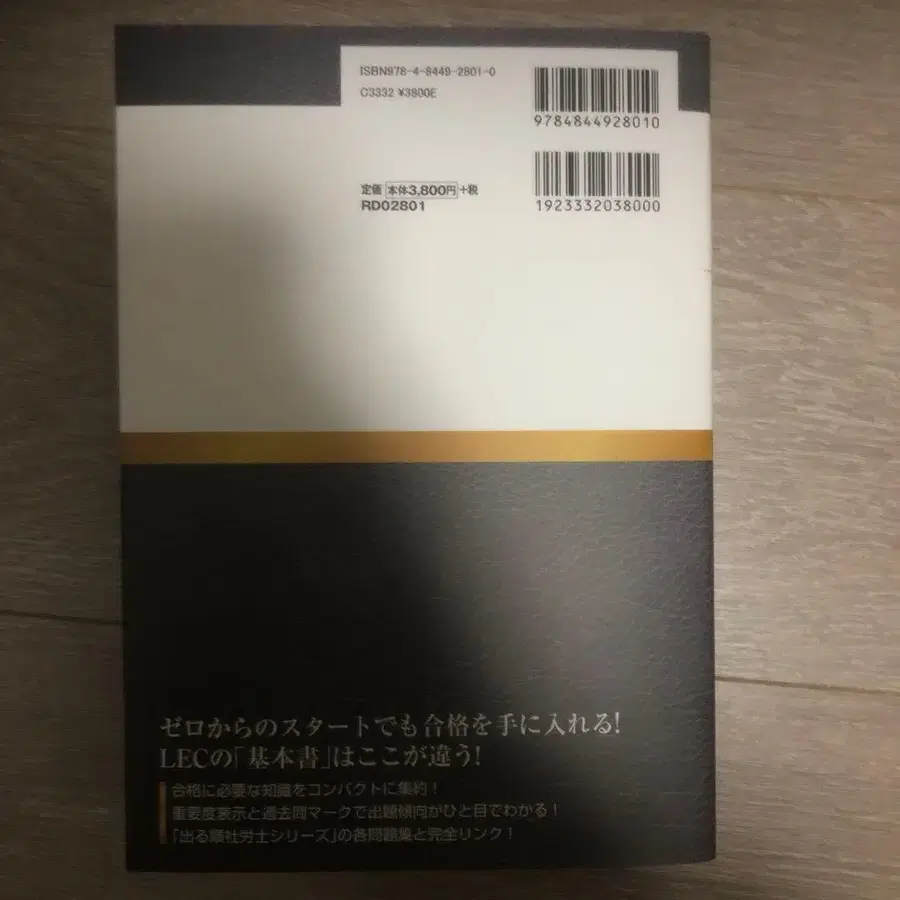 ISBN978-4-8449-2801-0
C3332 ¥3800E
9784844928010
定価 本体3,800円+税
RD02801
1923332038000
ゼロからのスタートでも合格を手に入れる!
LECの「基本書」はここが違う!
合格に必要な知識をコンパクトに集約!
重要度表示と過去問マークで出題傾向がひと目でわかる!
「出る順社労士シリーズ」の各問題集と完全リンク!